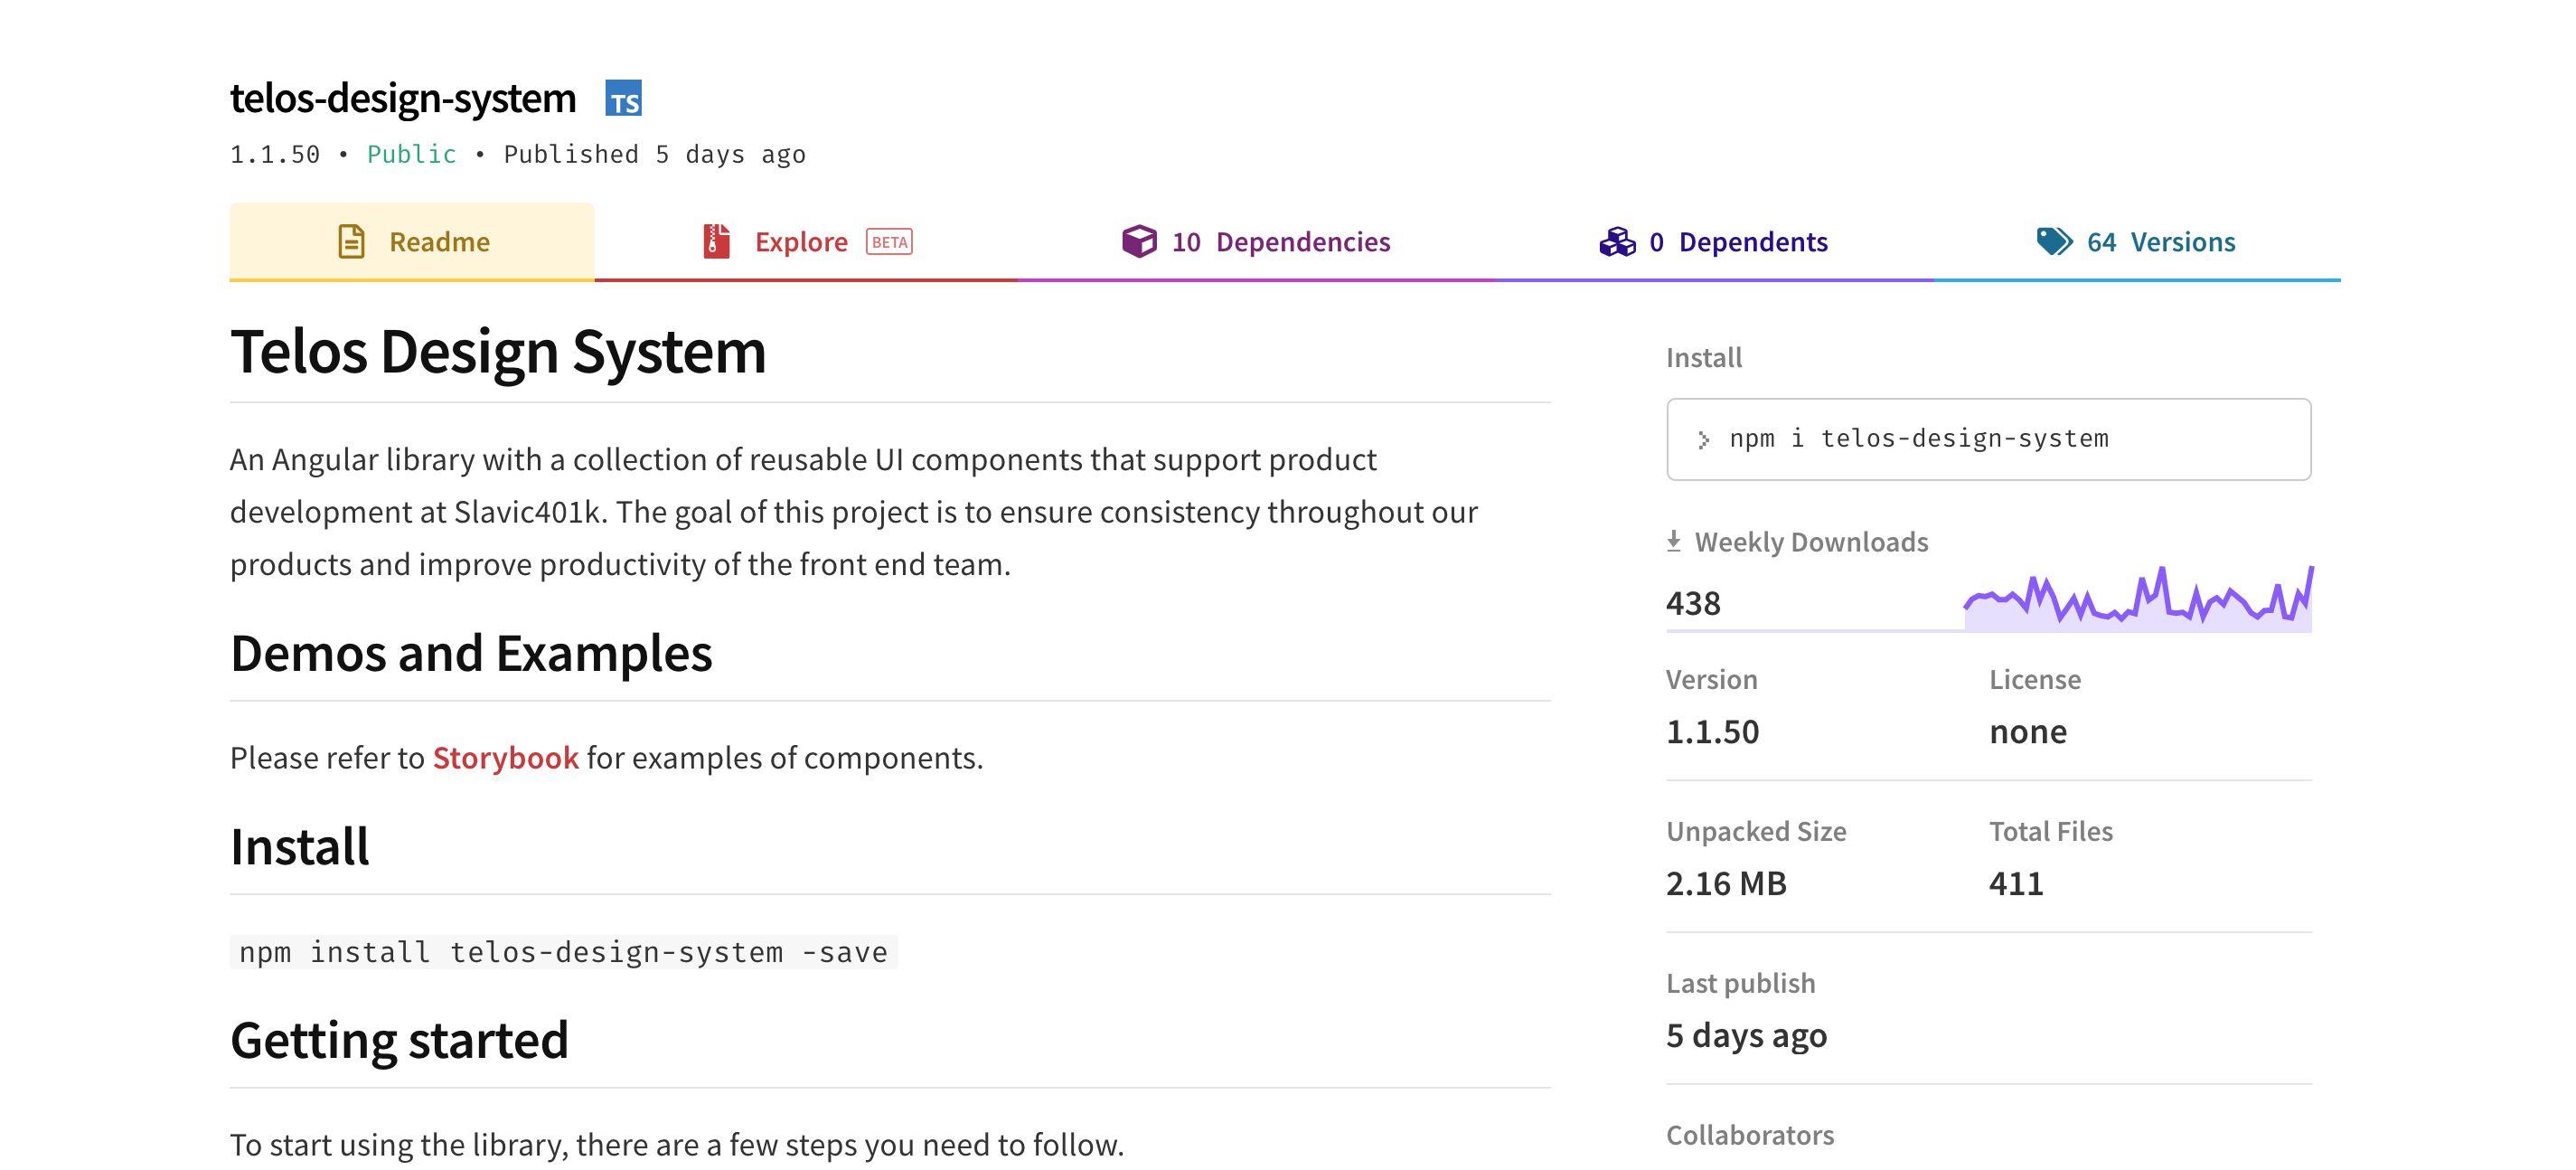 telos-design-system TS
1.1.50 • Public • Published 5 days ago
Readme
Explore BETA
10 Dependencies
0 Dependents
64 Versions
Telos Design System
An Angular library with a collection of reusable UI components that support product
development at Slavic401k. The goal of this project is to ensure consistency throughout our
products and improve productivity of the front end team.
Demos and Examples
Please refer to Storybook for examples of components.
Install
npm install telos-design-system -save
Getting started
To start using the library, there are a few steps you need to follow.
Install
npm i telos-design-system
Weekly Downloads
438
Version
1.1.50
License
none
Unpacked Size
2.16 MB
Total Files
411
Last publish
5 days ago
Collaborators